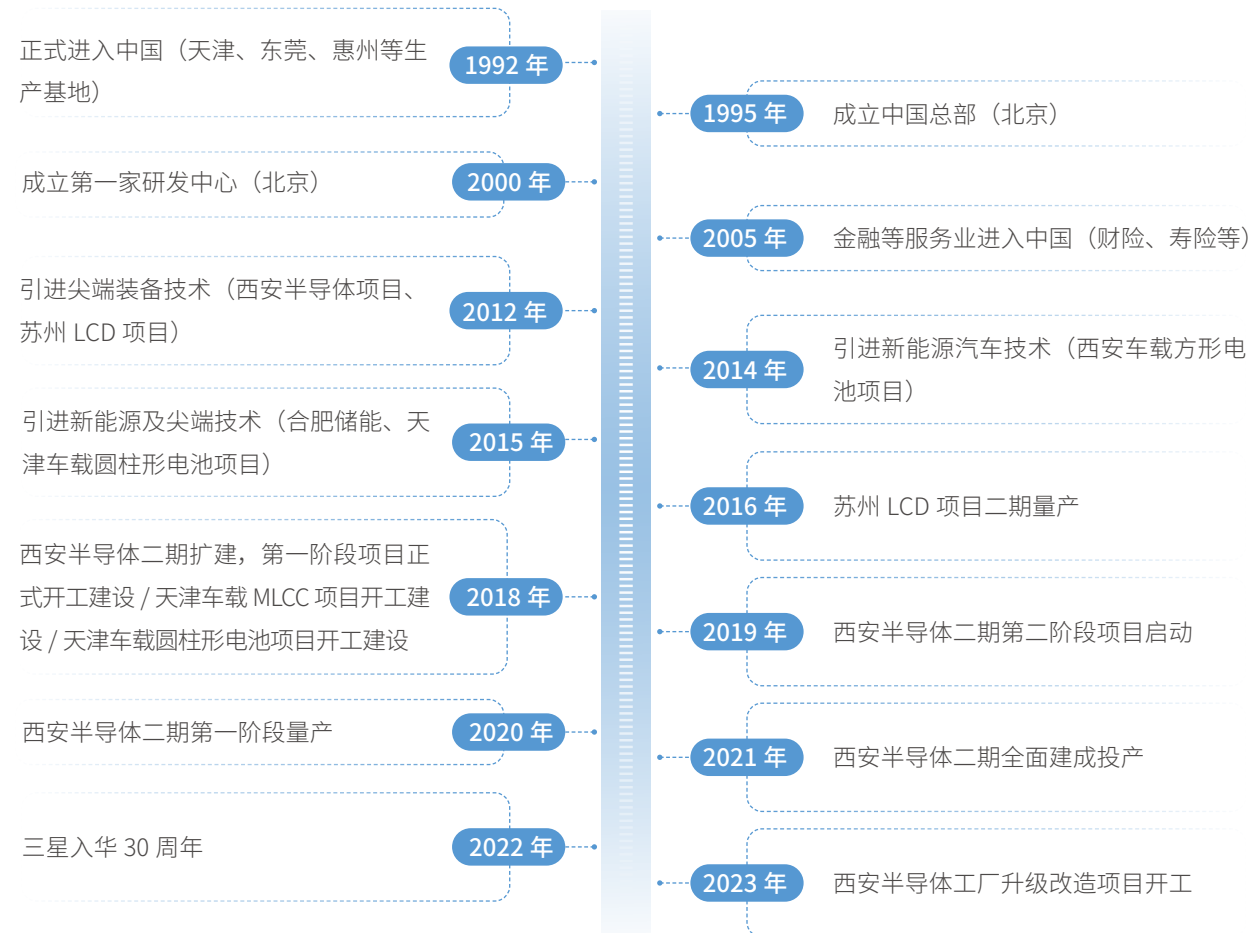 1992 年
正式进入中国（天津、东莞、惠州等生
产基地）
1995 年
成立中国总部（北京）
2000 年
成立第一家研发中心（北京）
2005 年
金融等服务业进入中国（财险、寿险等）
2012 年
引进尖端装备技术（西安半导体项目、
苏州 LCD 项目）
2014 年
引进新能源汽车技术（西安车载方形电
池项目）
2015 年
引进新能源及尖端技术（合肥储能、天
津车载圆柱形电池项目）
2016 年
苏州 LCD 项目二期量产
2018 年
西安半导体二期扩建，第一阶段项目正
式开工建设 / 天津车载 MLCC 项目开工建
设 / 天津车载圆柱形电池项目开工建设
2019 年
西安半导体二期第二阶段项目启动
2020 年
西安半导体二期第一阶段量产
2021 年
西安半导体二期全面建成投产
2022 年
三星入华 30 周年
2023 年
西安半导体工厂升级改造项目开工